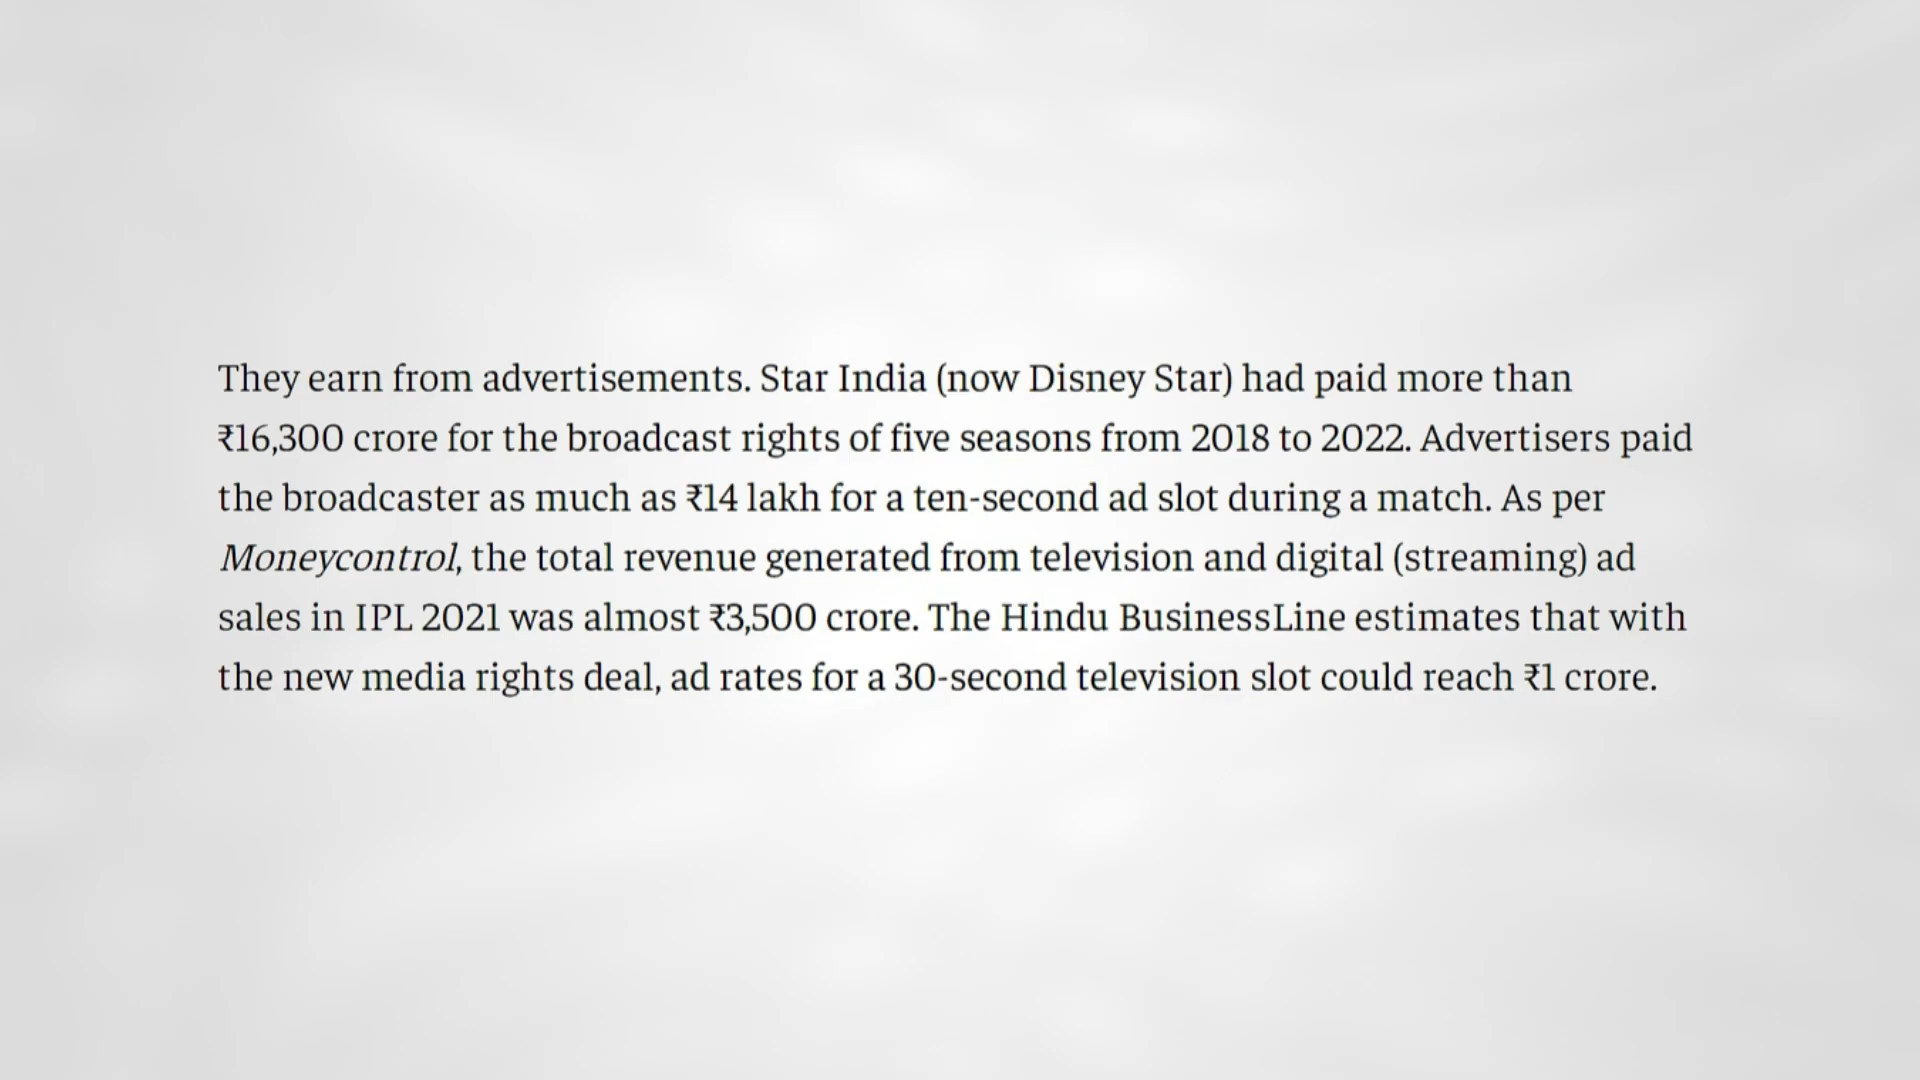 They earn from advertisements. Star India (now Disney Star) had paid more than
₹16,300 crore for the broadcast rights of five seasons from 2018 to 2022. Advertisers paid
the broadcaster as much as ₹14 lakh for a ten-second ad slot during a match. As per
Moneycontrol, the total revenue generated from television and digital (streaming) ad
sales in IPL 2021 was almost ₹3,500 crore. The Hindu BusinessLine estimates that with
the new media rights deal, ad rates for a 30-second television slot could reach ₹1 crore.